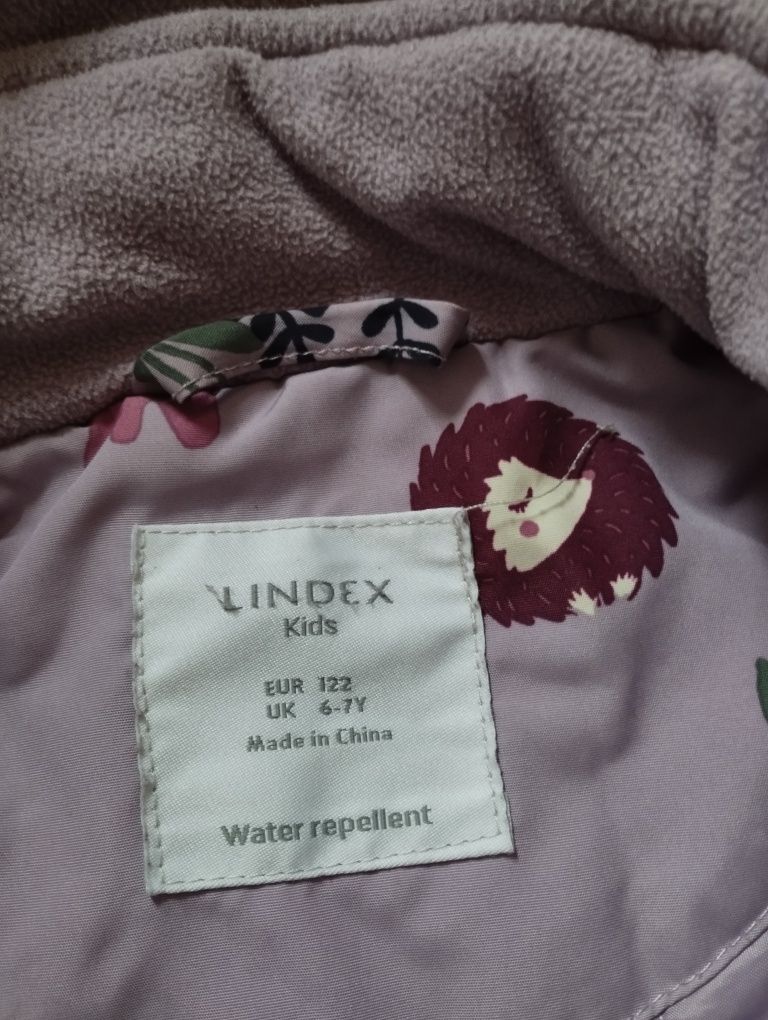 LINDEX
Kids
EUR 122
UK 6-7Y
Made in China
Water repellent